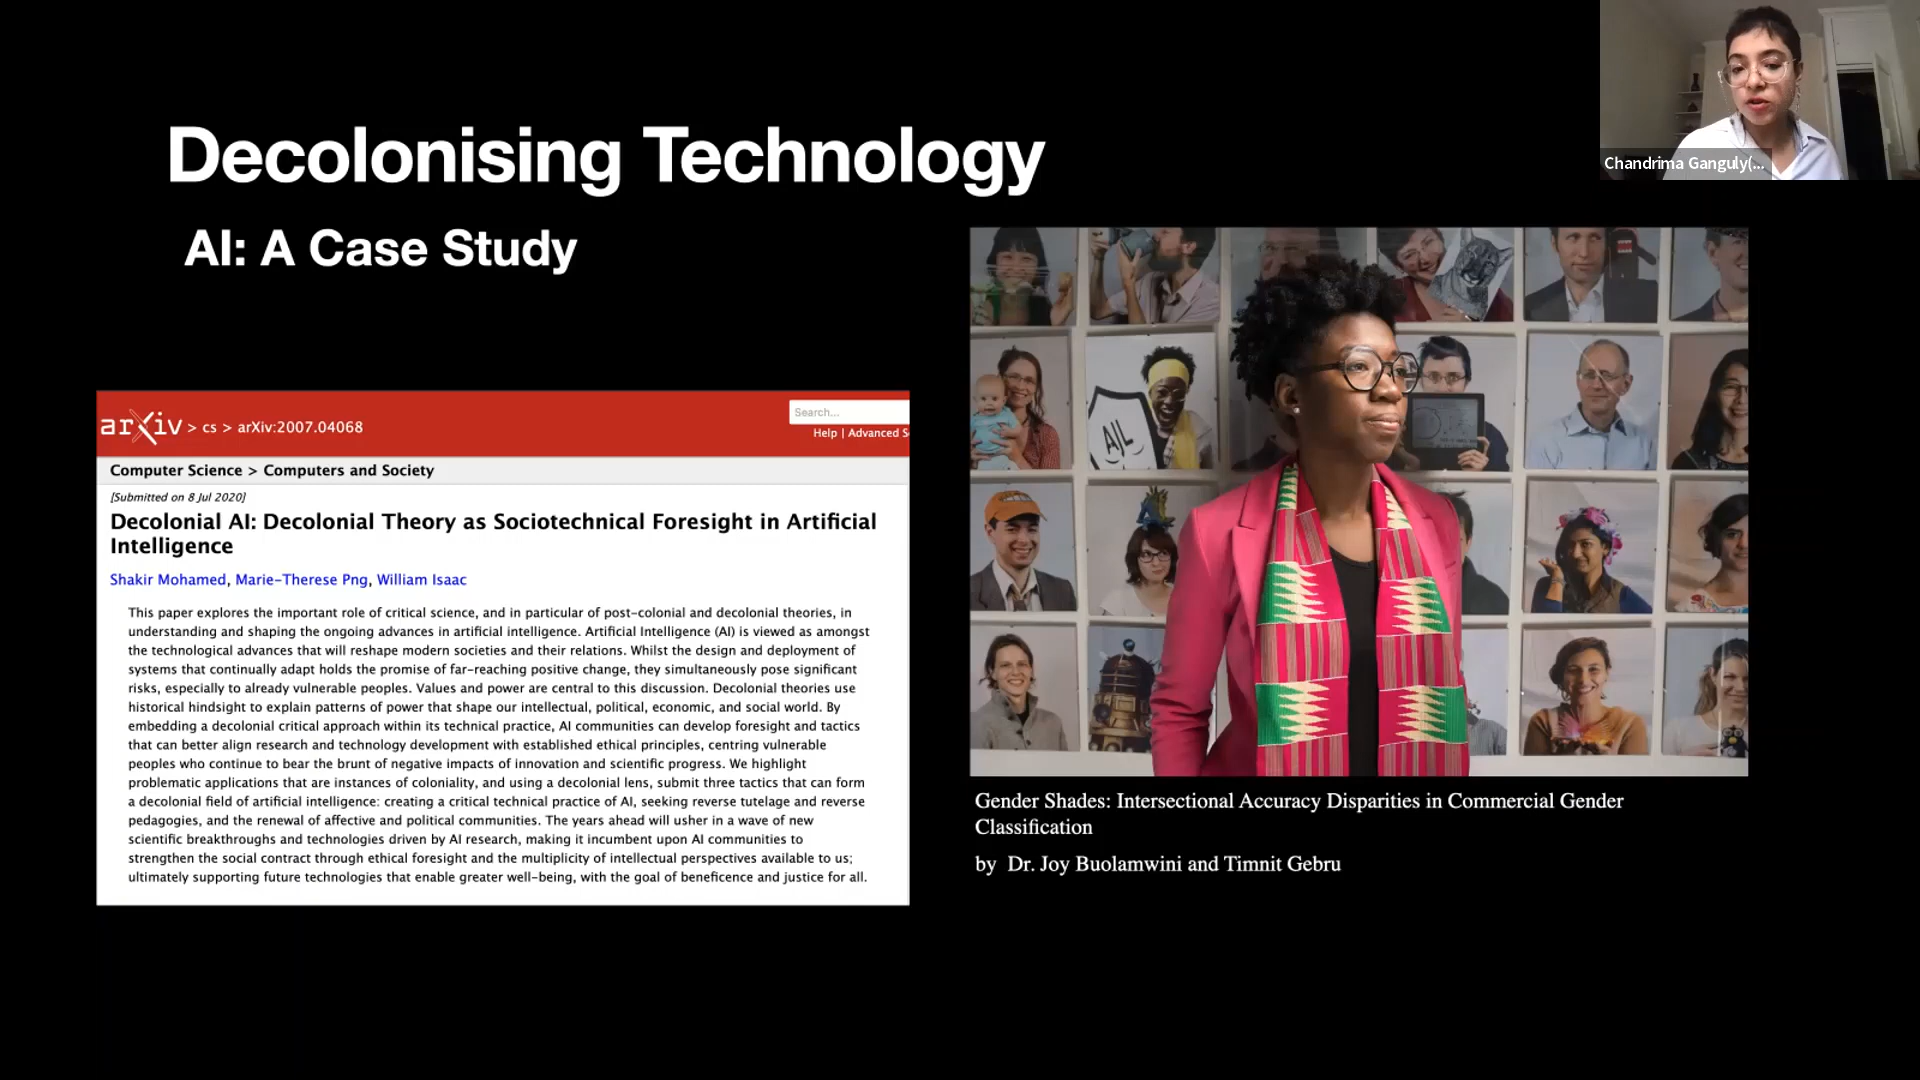 Decolonising Technology
Chandrima Ganguly(...
AI: A Case Study
arXiv > cs > arXiv:2007.04068
Search...
Help | Advanced S
Computer Science > Computers and Society
[Submitted on 8 Jul 2020]
Decolonial AI: Decolonial Theory as Sociotechnical Foresight in Artificial
Intelligence
Shakir Mohamed, Marie-Therese Png, William Isaac
This paper explores the important role of critical science, and in particular of post-colonial and decolonial theories, in
understanding and shaping the ongoing advances in artificial intelligence. Artificial Intelligence (AI) is viewed as amongst
the technological advances that will reshape modern societies and their relations. Whilst the design and deployment of
systems that continually adapt holds the promise of far-reaching positive change, they simultaneously pose significant
risks, especially to already vulnerable peoples. Values and power are central to this discussion. Decolonial theories use
historical hindsight to explain patterns of power that shape our intellectual, political, economic, and social world. By
embedding a decolonial critical approach within its technical practice, AI communities can develop foresight and tactics
that can better align research and technology development with established ethical principles, centring vulnerable
peoples who continue to bear the brunt of negative impacts of innovation and scientific progress. We highlight
problematic applications that are instances of coloniality, and using a decolonial lens, submit three tactics that can form
a decolonial field of artificial intelligence: creating a critical technical practice of AI, seeking reverse tutelage and reverse
pedagogies, and the renewal of affective and political communities. The years ahead will usher in a wave of new
scientific breakthroughs and technologies driven by AI research, making it incumbent upon AI communities to
strengthen the social contract through ethical foresight and the multiplicity of intellectual perspectives available to us;
ultimately supporting future technologies that enable greater well-being, with the goal of beneficence and justice for all.
AJL
Gender Shades: Intersectional Accuracy Disparities in Commercial Gender
Classification
by Dr. Joy Buolamwini and Timnit Gebru